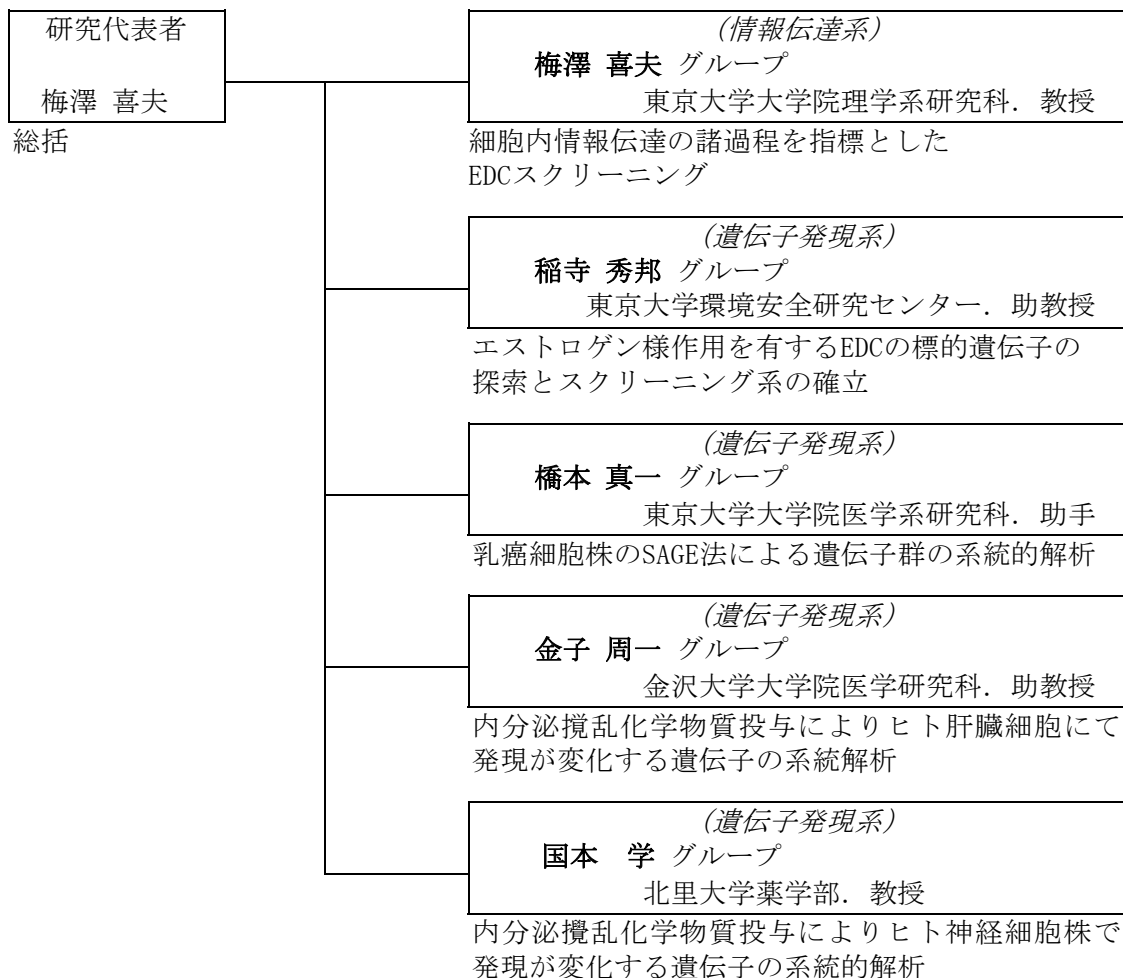 研究代表者
梅澤 喜夫
総括
(情報伝達系)
梅澤 喜夫 グループ
東京大学大学院理学系研究科. 教授
細胞内情報伝達の諸過程を指標とした
EDCスクリーニング
(遺伝子発現系)
稲寺 秀邦 グループ
東京大学環境安全研究センター. 助教授
エストロゲン様作用を有するEDCの標的遺伝子の
探索とスクリーニング系の確立
(遺伝子発現系)
橋本 真一 グループ
東京大学大学院医学系研究科. 助手
乳癌細胞株のSAGE法による遺伝子群の系統的解析
(遺伝子発現系)
金子 周一 グループ
金沢大学大学院医学研究科. 助教授
内分泌撹乱化学物質投与によりヒト肝臓細胞にて
発現が変化する遺伝子の系統解析
(遺伝子発現系)
国本 学 グループ
北里大学薬学部. 教授
内分泌攪乱化学物質投与によりヒト神経細胞株で
発現が変化する遺伝子の系統的解析